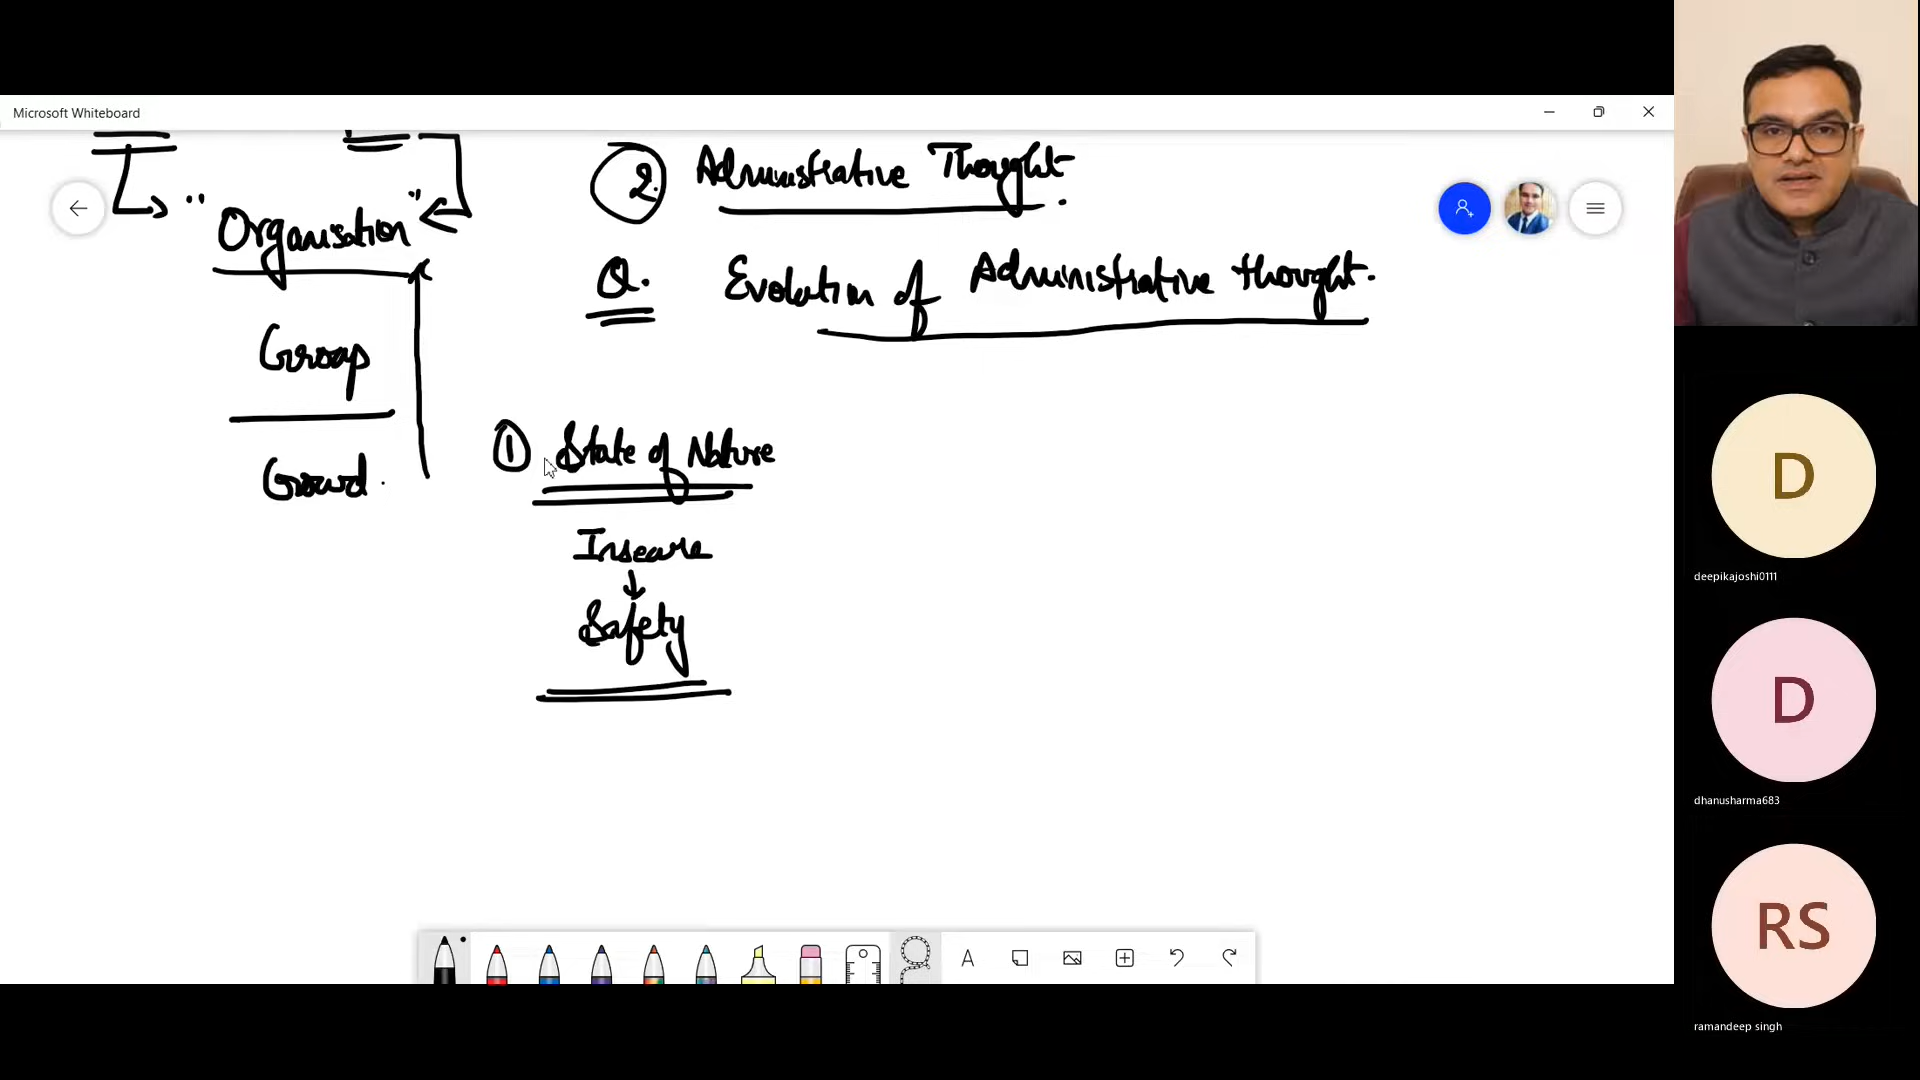 Microsoft Whiteboard
2. Administrative Thought.
"Organisation"
Q. Evolution of Administrative thought.
Group
Crowd.
① State of Nature
Insecure
Safety
D
deepikajoshi0111
D
dhanusharma683
RS
ramandeep singh
A